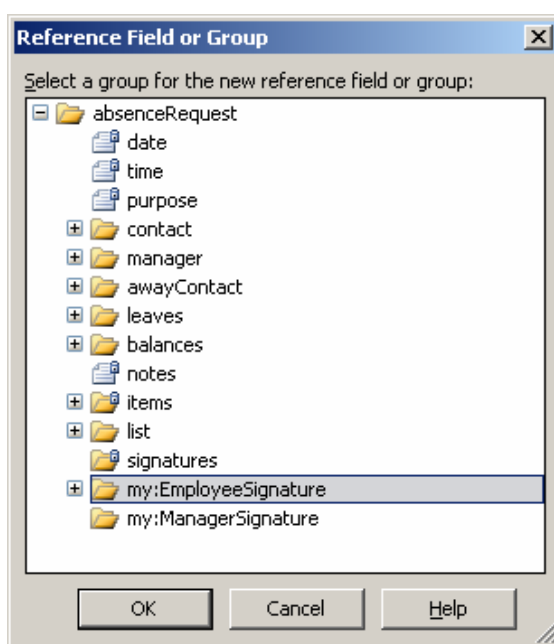 Reference Field or Group
Select a group for the new reference field or group:
absenceRequest
date
time
purpose
contact
manager
awayContact
leaves
balances
notes
items
list
signatures
my:EmployeeSignature
my:ManagerSignature
OK Cancel Help